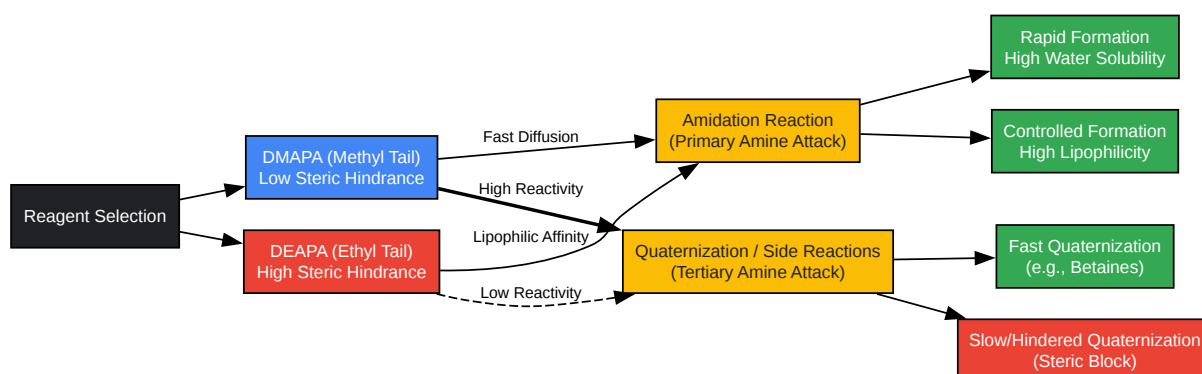 Reagent Selection
DMAPA (Methyl Tail)
Low Steric Hindrance
DEAPA (Ethyl Tail)
High Steric Hindrance
Fast Diffusion
High Reactivity
Lipophilic Affinity
Low Reactivity
Amidation Reaction
(Primary Amine Attack)
Quaternization / Side Reactions
(Tertiary Amine Attack)
Rapid Formation
High Water Solubility
Controlled Formation
High Lipophilicity
Fast Quaternization
(e.g., Betaines)
Slow/Hindered Quaternization
(Steric Block)